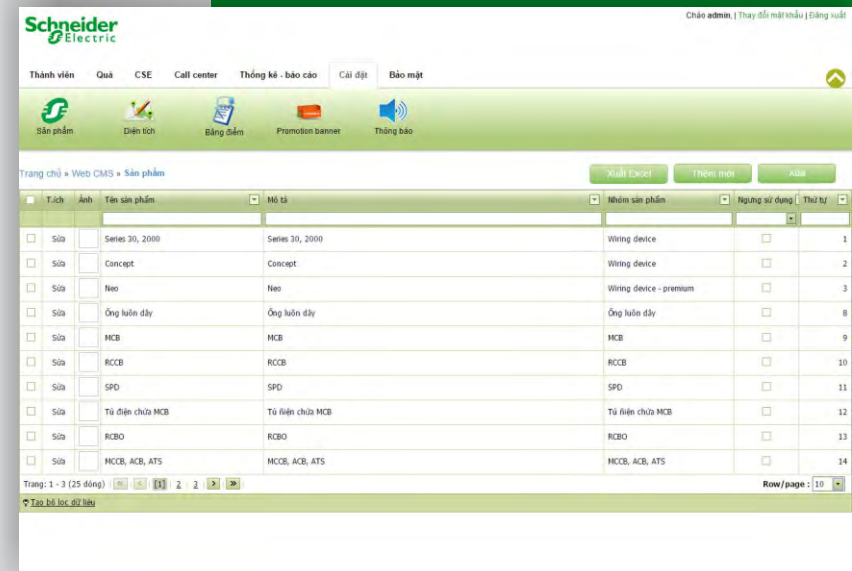 Chào admin, | Thay đổi mật khẩu | Đăng xuất
Schneider
Electric
Thành viên Quà CSE Call center Thống kê - báo cáo Cài đặt Bảo mật
Sản phẩm Diện tích Bảng điểm Promotion banner Thông báo
Trang chủ » Web CMS » Sản phẩm
Xuất Excel Thêm mới Xóa
T.ích Ảnh Tên sản phẩm Mô tả Nhóm sản phẩm Ngưng sử dụng Thứ tự
Sửa Series 30, 2000 Series 30, 2000 Wiring device 1
Sửa Concept Concept Wiring device 2
Sửa Neo Neo Wiring device - premium 3
Sửa Ống luồn dây Ống luồn dây Ống luồn dây 8
Sửa MCB MCB MCB 9
Sửa RCCB RCCB RCCB 10
Sửa SPD SPD SPD 11
Sửa Tủ điện chứa MCB Tủ ñiện chứa MCB Tủ ñiện chứa MCB 12
Sửa RCBO RCBO RCBO 13
Sửa MCCB, ACB, ATS MCCB, ACB, ATS MCCB, ACB, ATS 14
Trang: 1 - 3 (25 dòng) « < [1] 2 3 > » Row/page : 10
Tạo bộ lọc dữ liệu